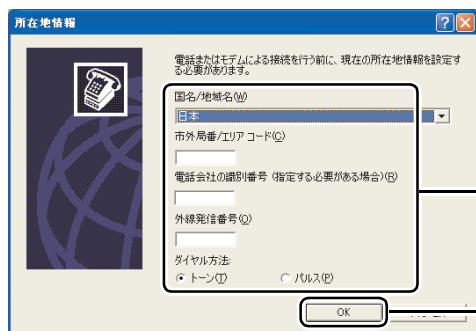 所在地情報
電話またはモデムによる接続を行う前に、現在の所在地情報を設定す
る必要があります。
国名/地域名(W)
日本
市外局番/エリア コード(C)
電話会社の識別番号 (指定する必要がある場合)(R)
外線発信番号(O)
ダイヤル方法:
トーン(T) パルス(P)
OK